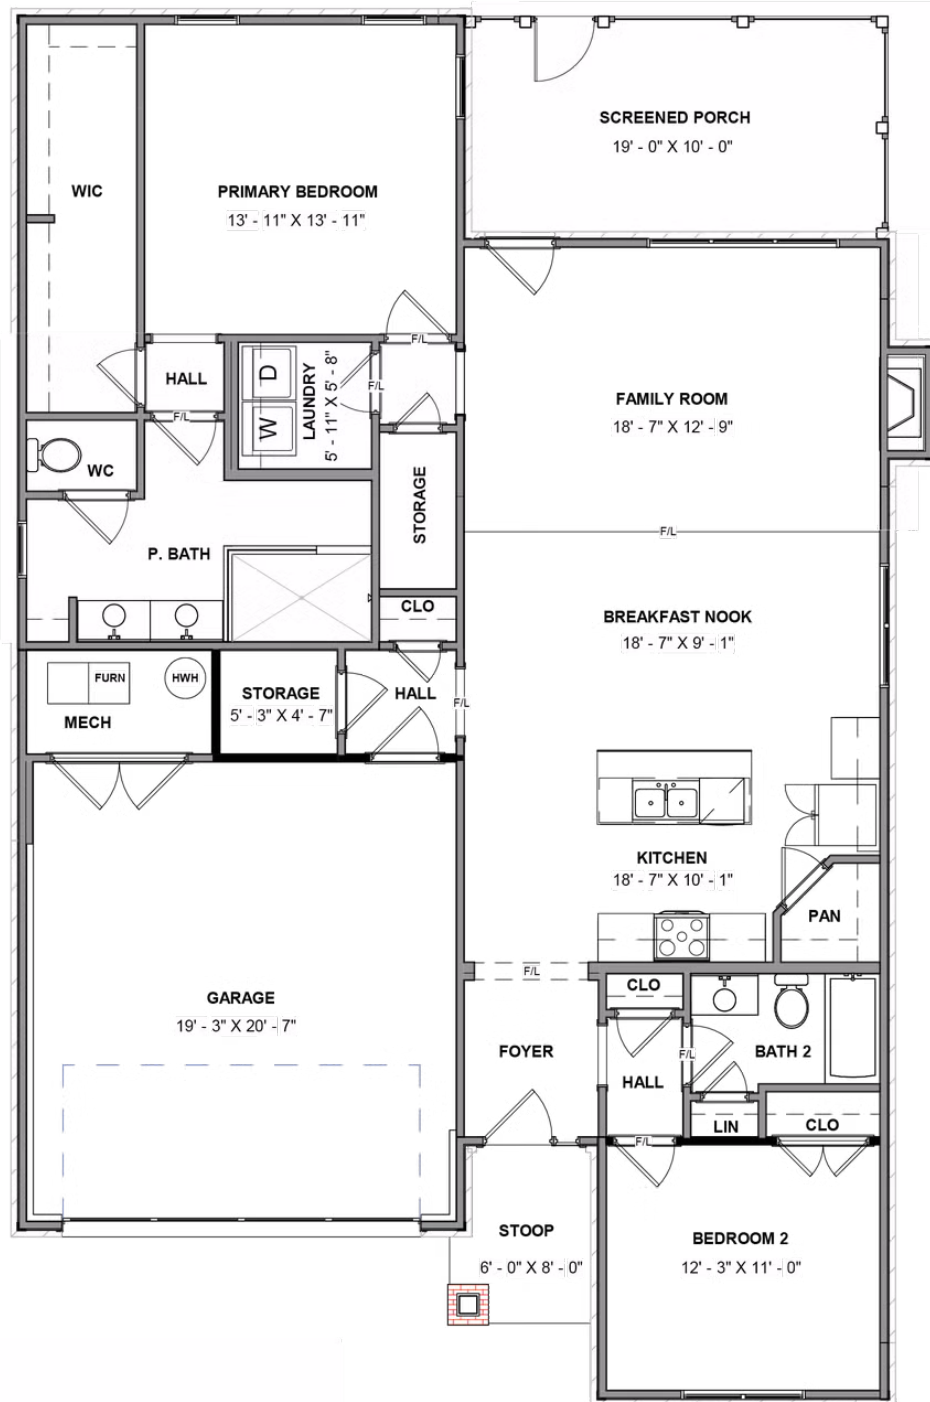 SCREENED PORCH
19' - 0" X 10' - 0"
WIC
PRIMARY BEDROOM
13' - 11" X 13' - 11"
F/L
HALL
D
W
LAUNDRY
5' - 11" X 5' - 8"
F/L
F/L
FAMILY ROOM
18' - 7" X 12' - 9"
WC
STORAGE
F/L
P. BATH
CLO
BREAKFAST NOOK
18' - 7" X 9' - 1"
FURN
HWH
MECH
STORAGE
5' - 3" X 4' - 7"
HALL
F/L
KITCHEN
18' - 7" X 10' - 1"
PAN
F/L
GARAGE
19' - 3" X 20' - 7"
CLO
FOYER
F/L
BATH 2
HALL
LIN
CLO
F/L
STOOP
6' - 0" X 8' - 0"
BEDROOM 2
12' - 3" X 11' - 0"